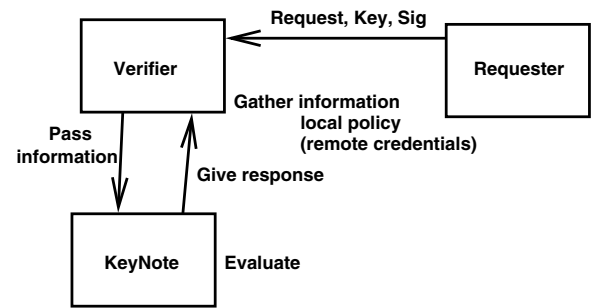 Request, Key, Sig
Verifier
Requester
Gather information
local policy
(remote credentials)
Pass
information
Give response
KeyNote
Evaluate